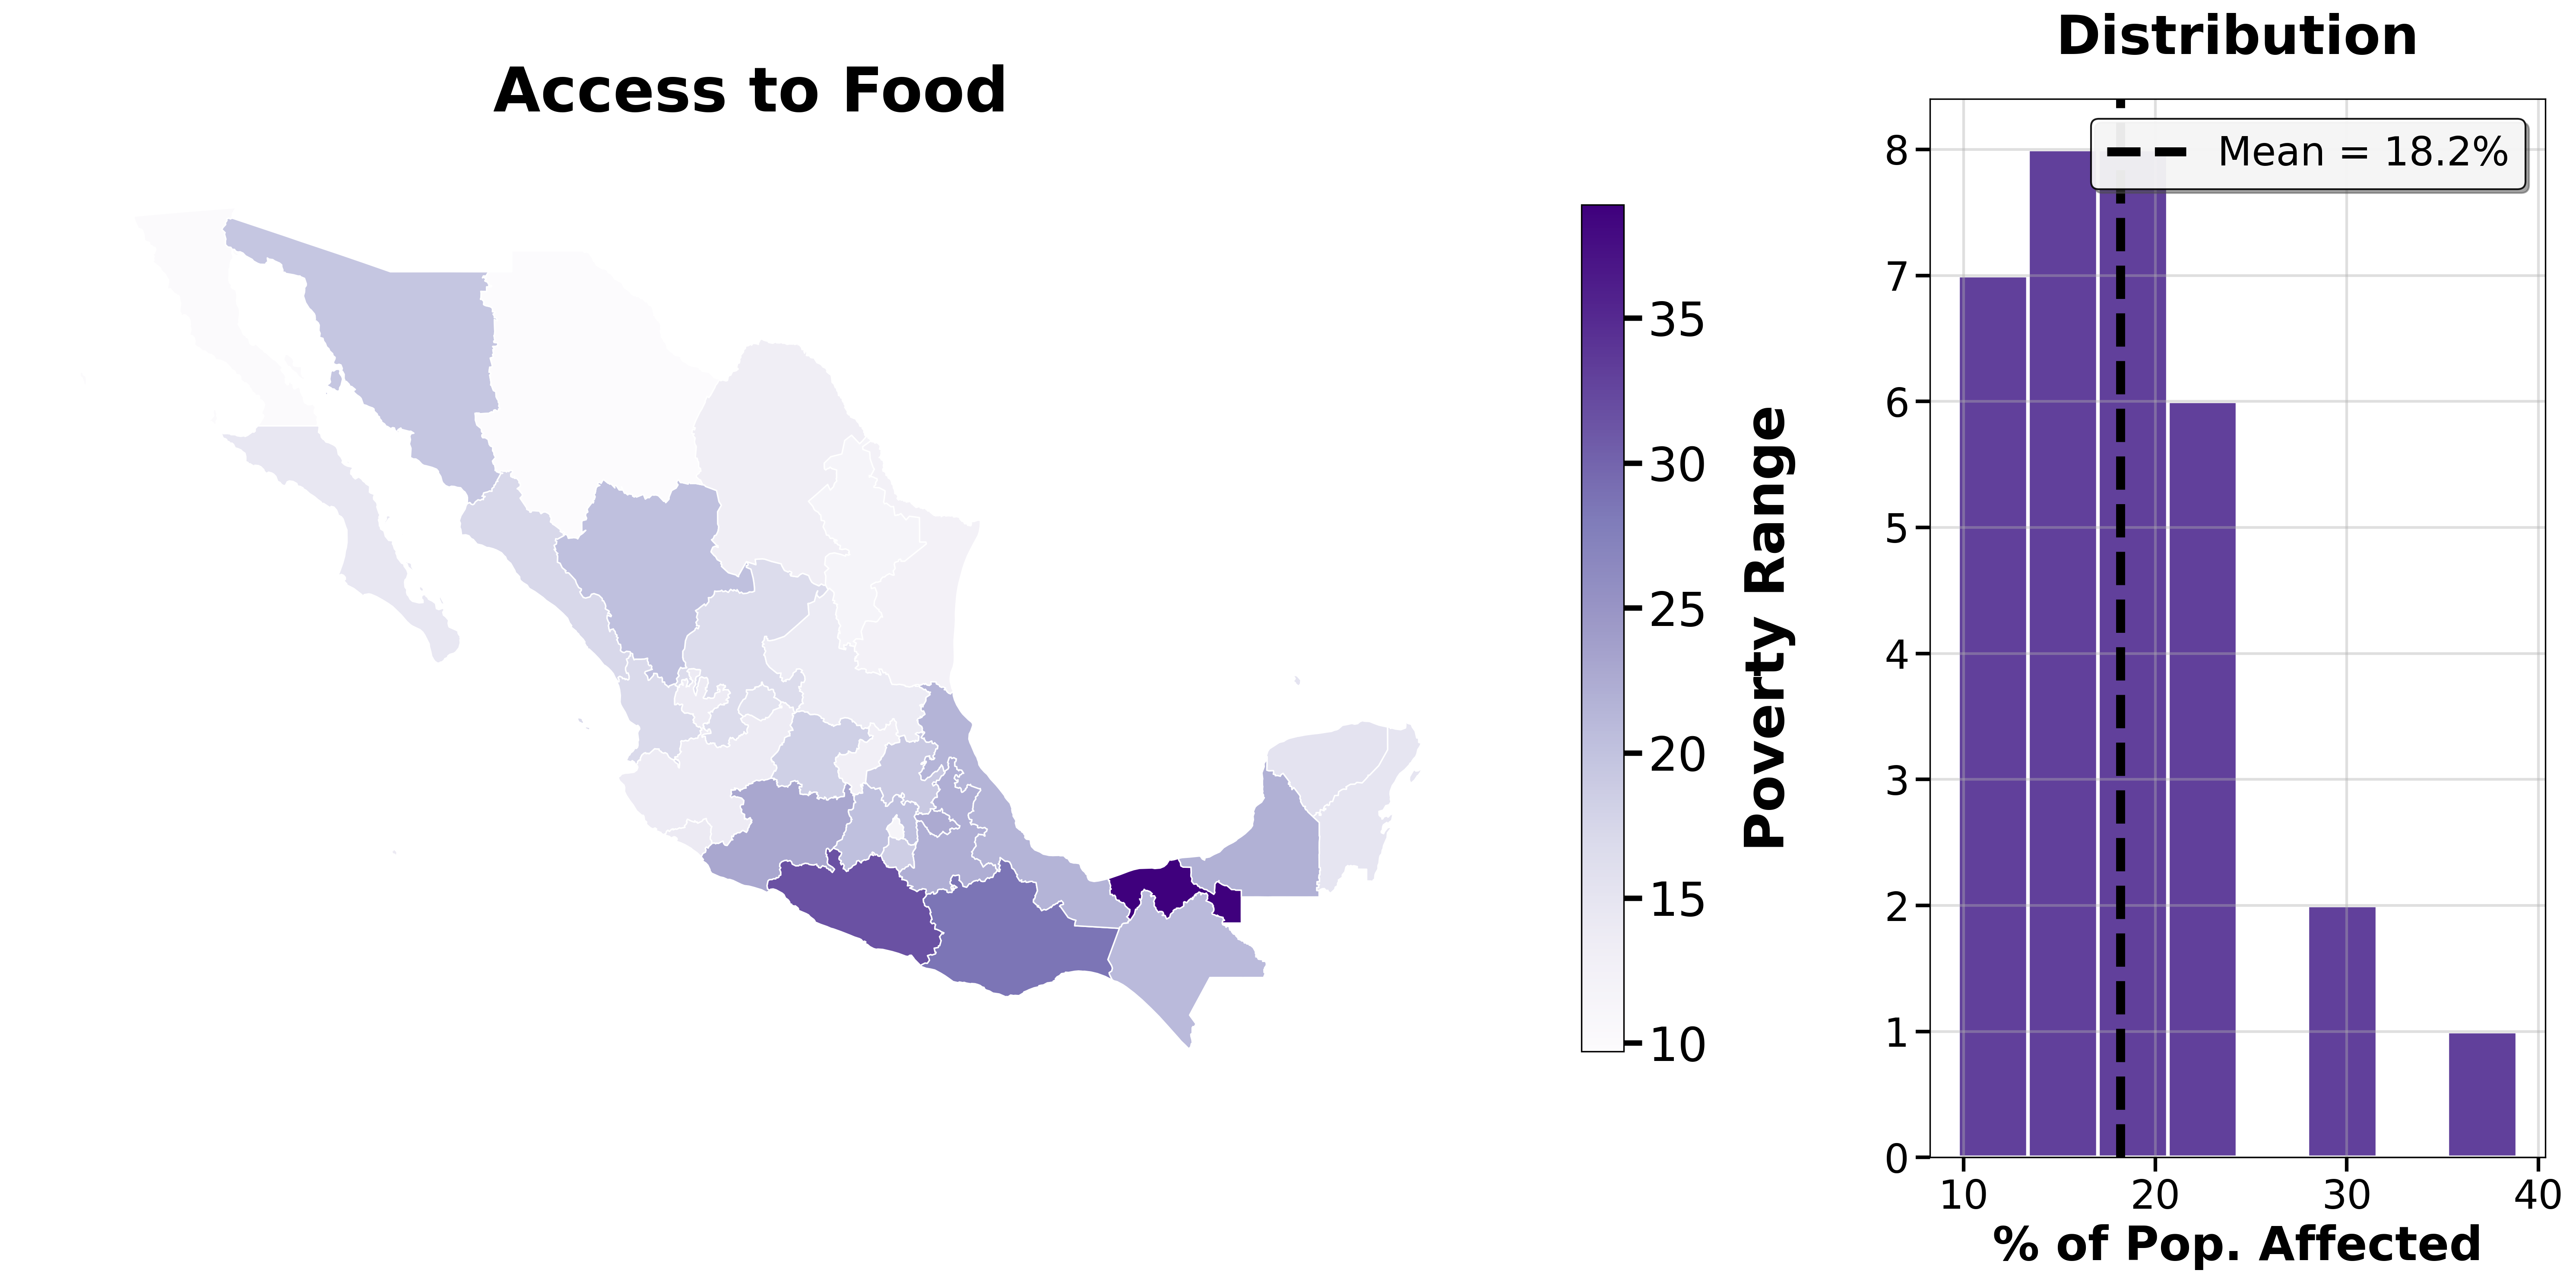 Access to Food
35
30
25
20
15
10
Poverty Range
Distribution
Mean = 18.2%
8
7
6
5
4
3
2
1
0
10 20 30 40
% of Pop. Affected